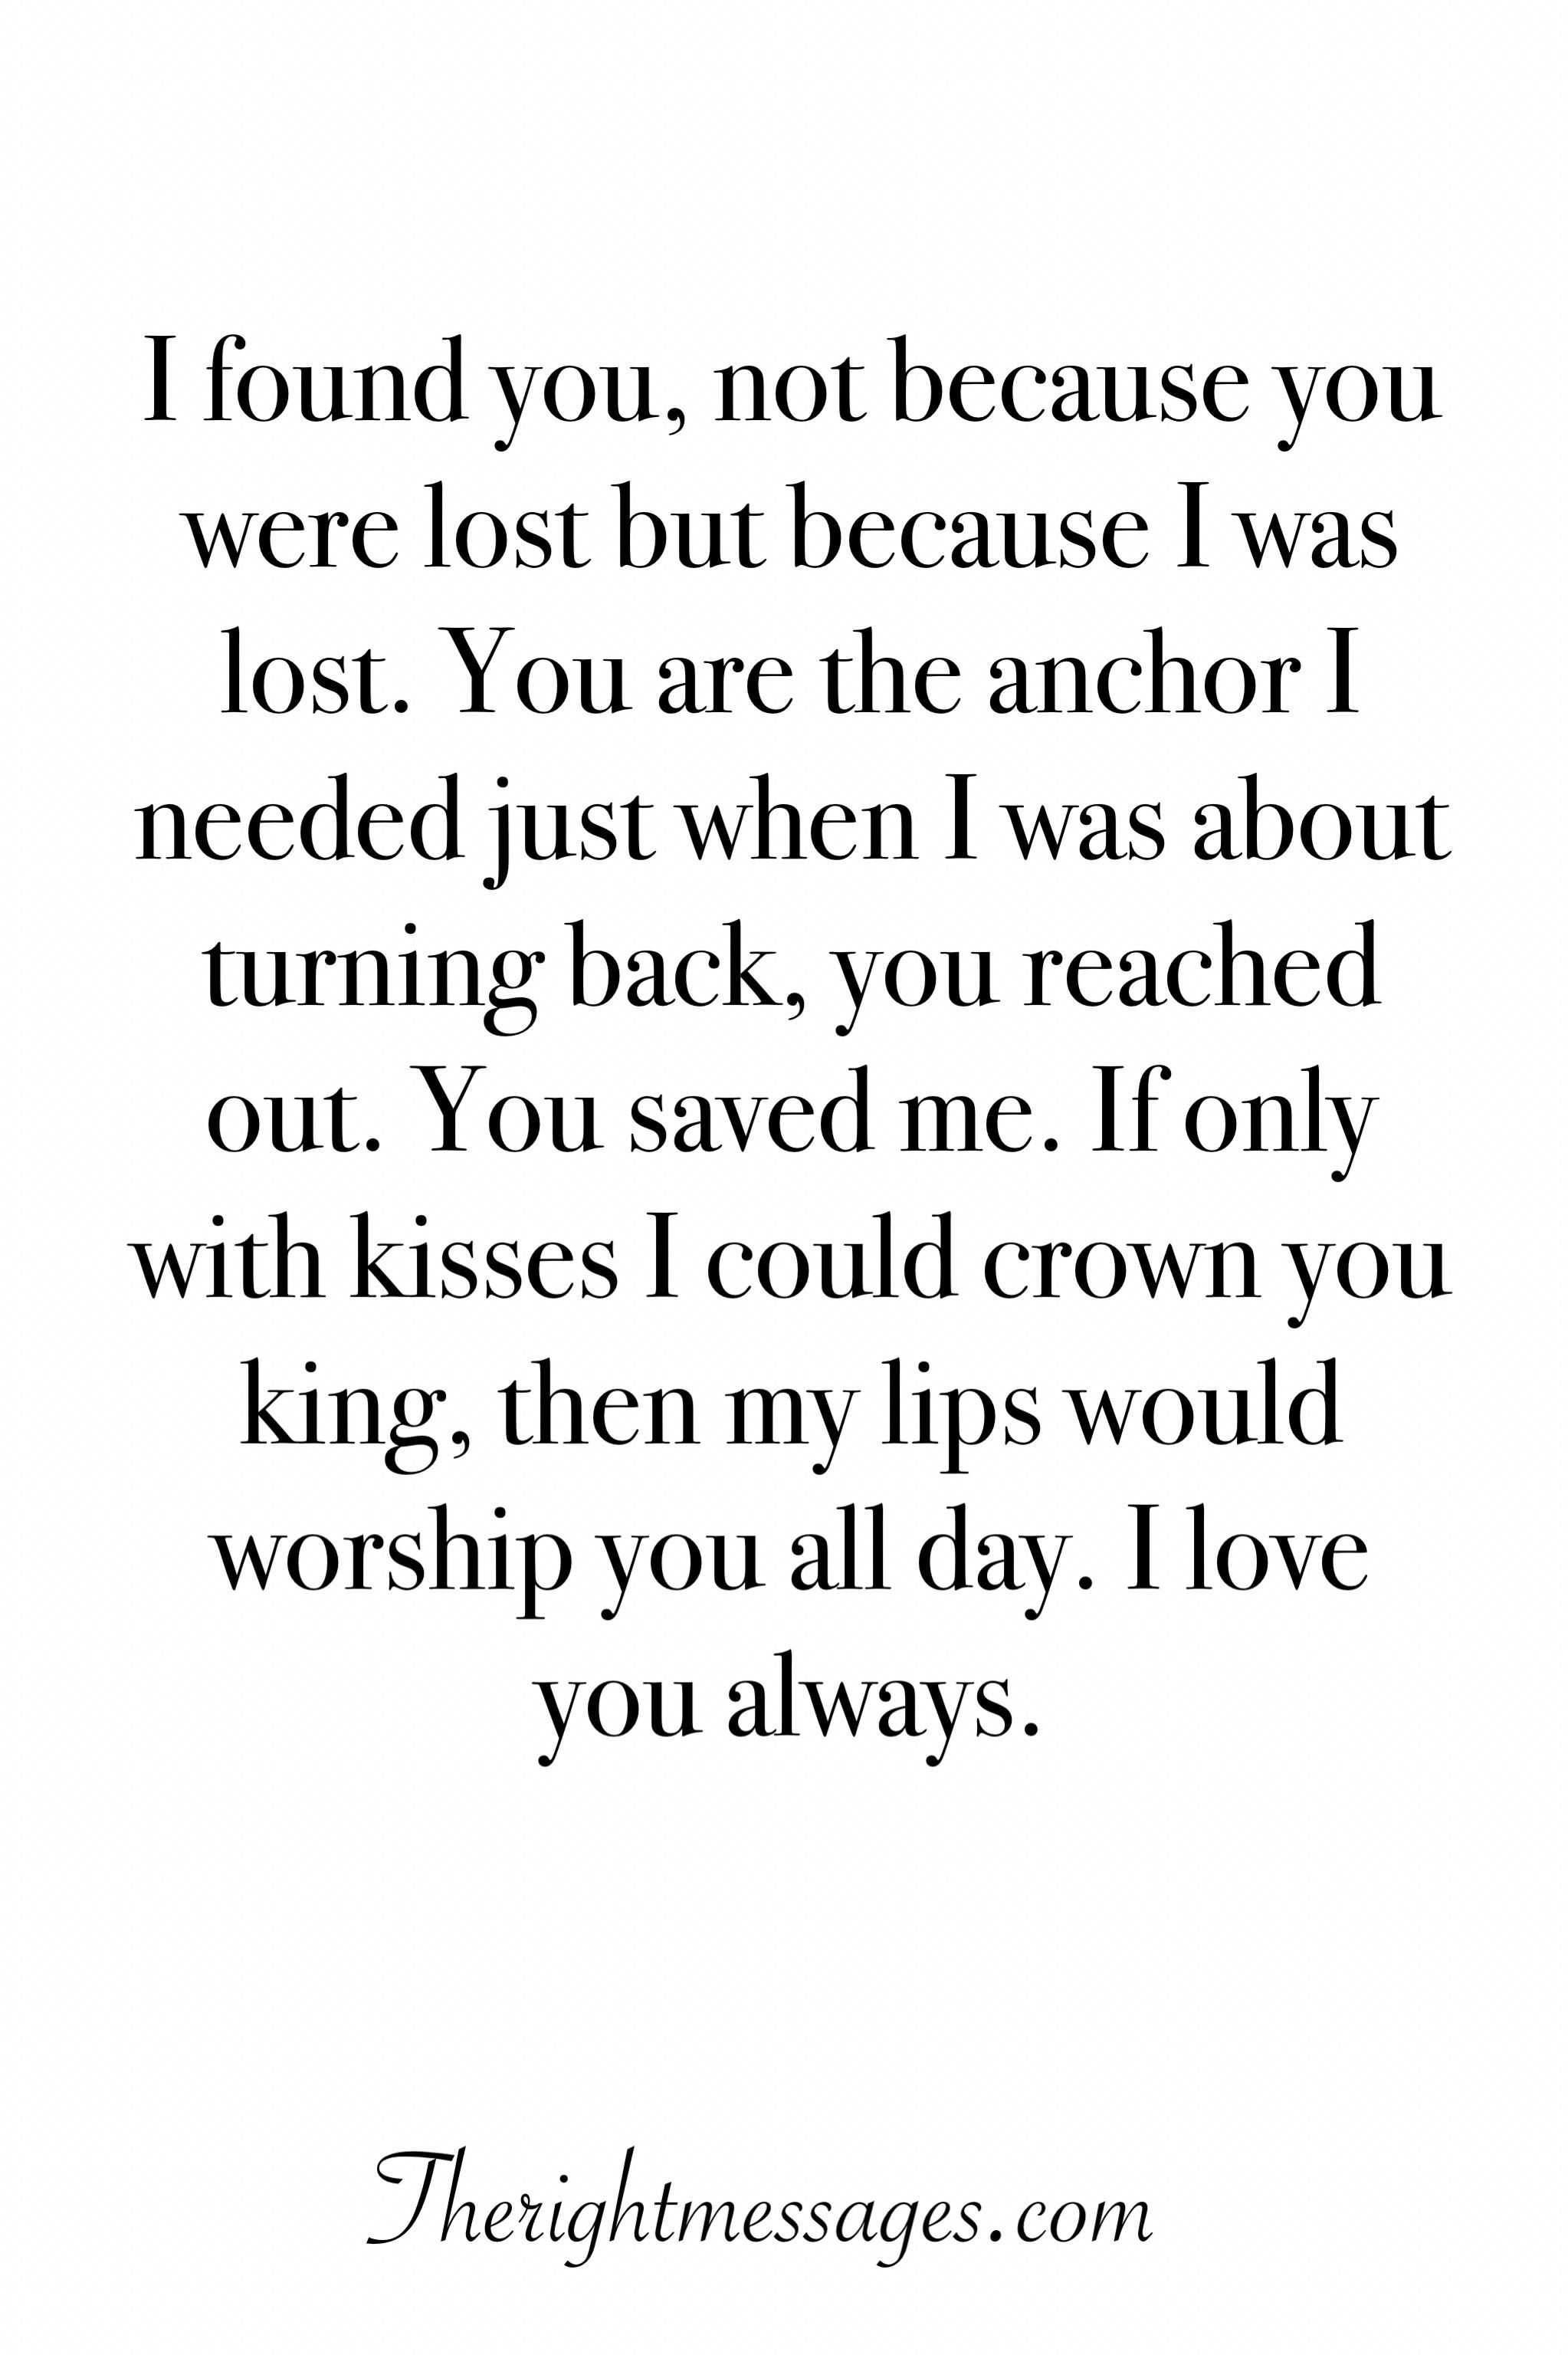 I found you, not because you
were lost but because I was
lost. You are the anchor I
needed just when I was about
turning back, you reached
out. You saved me. If only
with kisses I could crown you
king, then my lips would
worship you all day. I love
you always.
Therightmessages.com